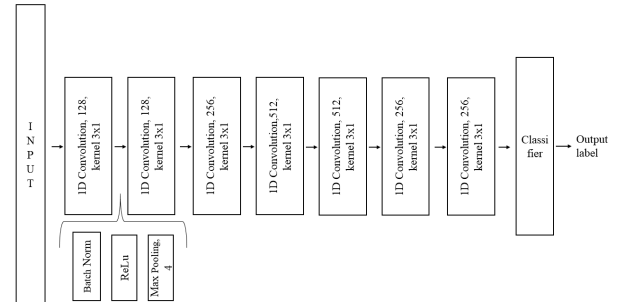 INPUT
1D Convolution, 128,
kernel 3x1
1D Convolution, 128,
kernel 3x1
1D Convolution, 256,
kernel 3x1
1D Convolution,512,
kernel 3x1
1D Convolution, 512,
kernel 3x1
1D Convolution, 256,
kernel 3x1
1D Convolution, 256,
kernel 3x1
Classi
fier
Output
label
Batch Norm
ReLu
Max Pooling,
4